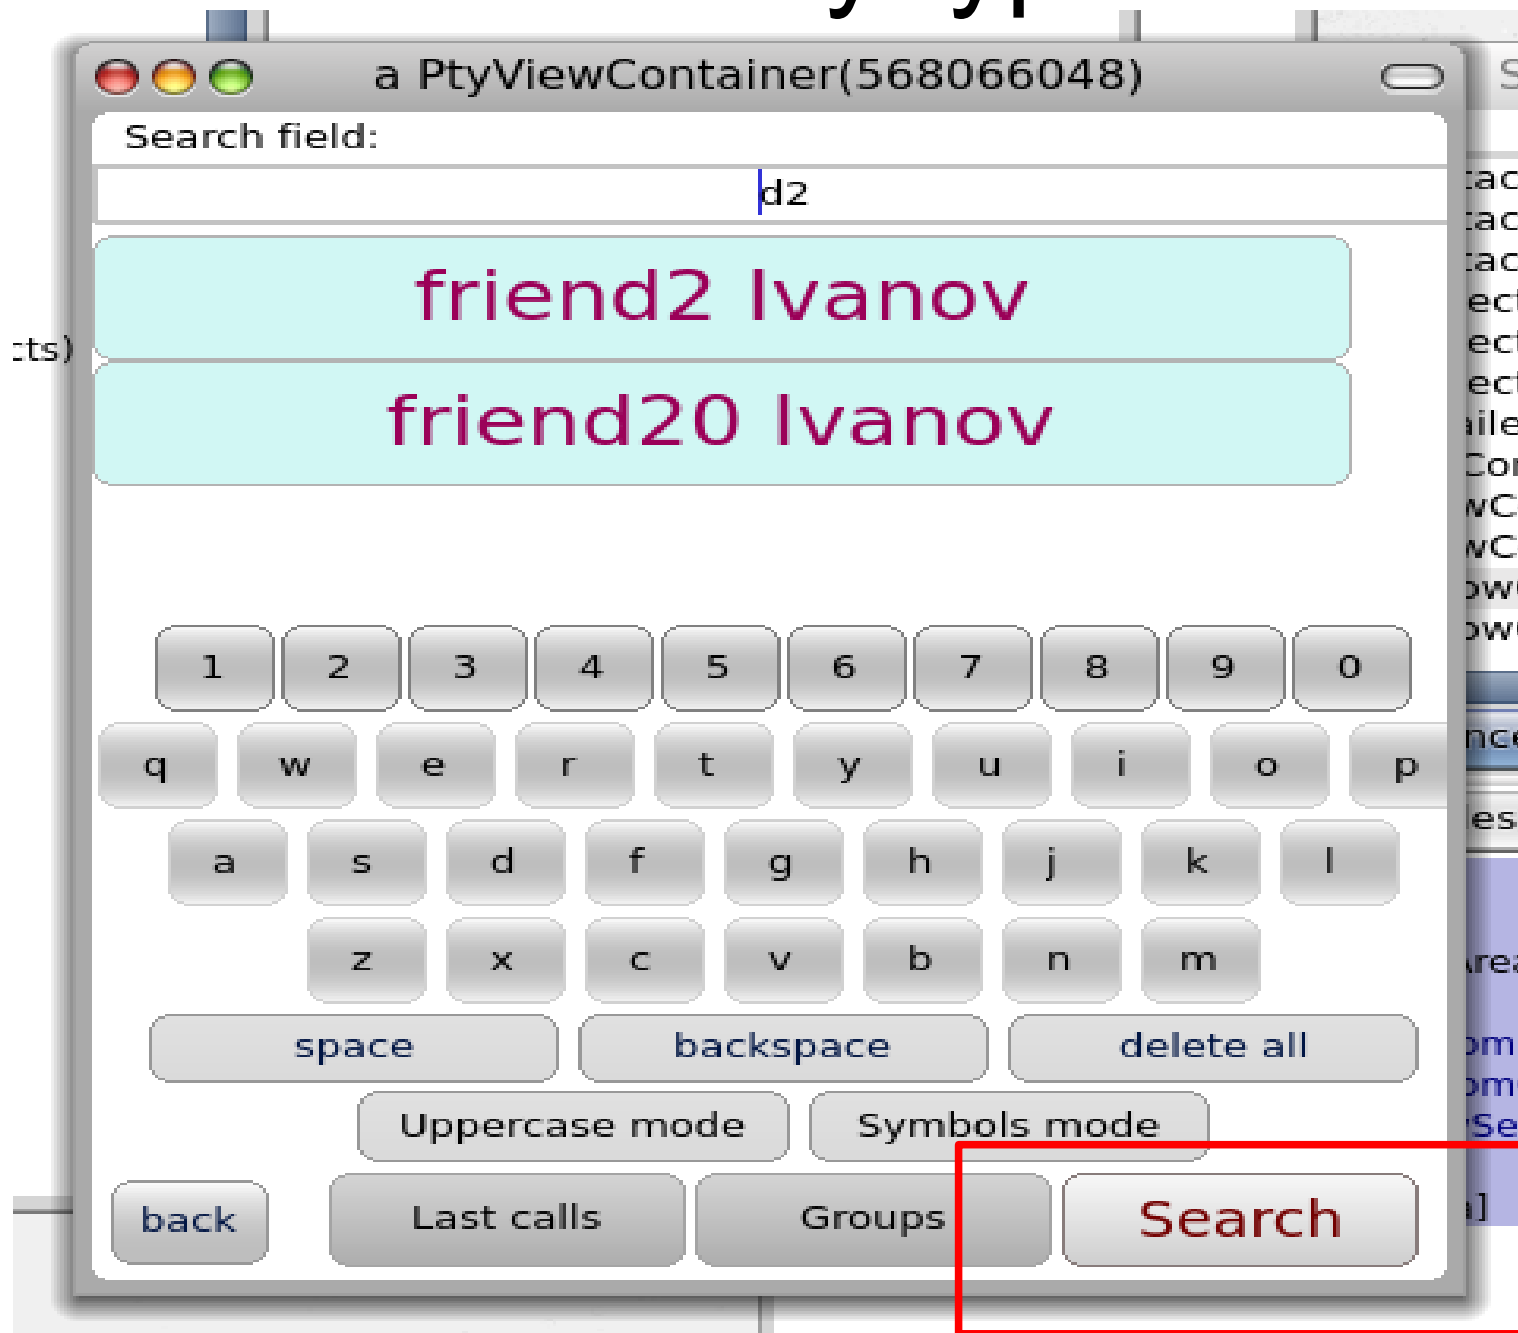 a PtyViewContainer(568066048)
Search field:
d2
friend2 Ivanov
friend20 Ivanov
cts)
1 2 3 4 5 6 7 8 9 0
q w e r t y u i o p
a s d f g h j k l
z x c v b n m
space backspace delete all
Uppercase mode Symbols mode
back Last calls Groups Search